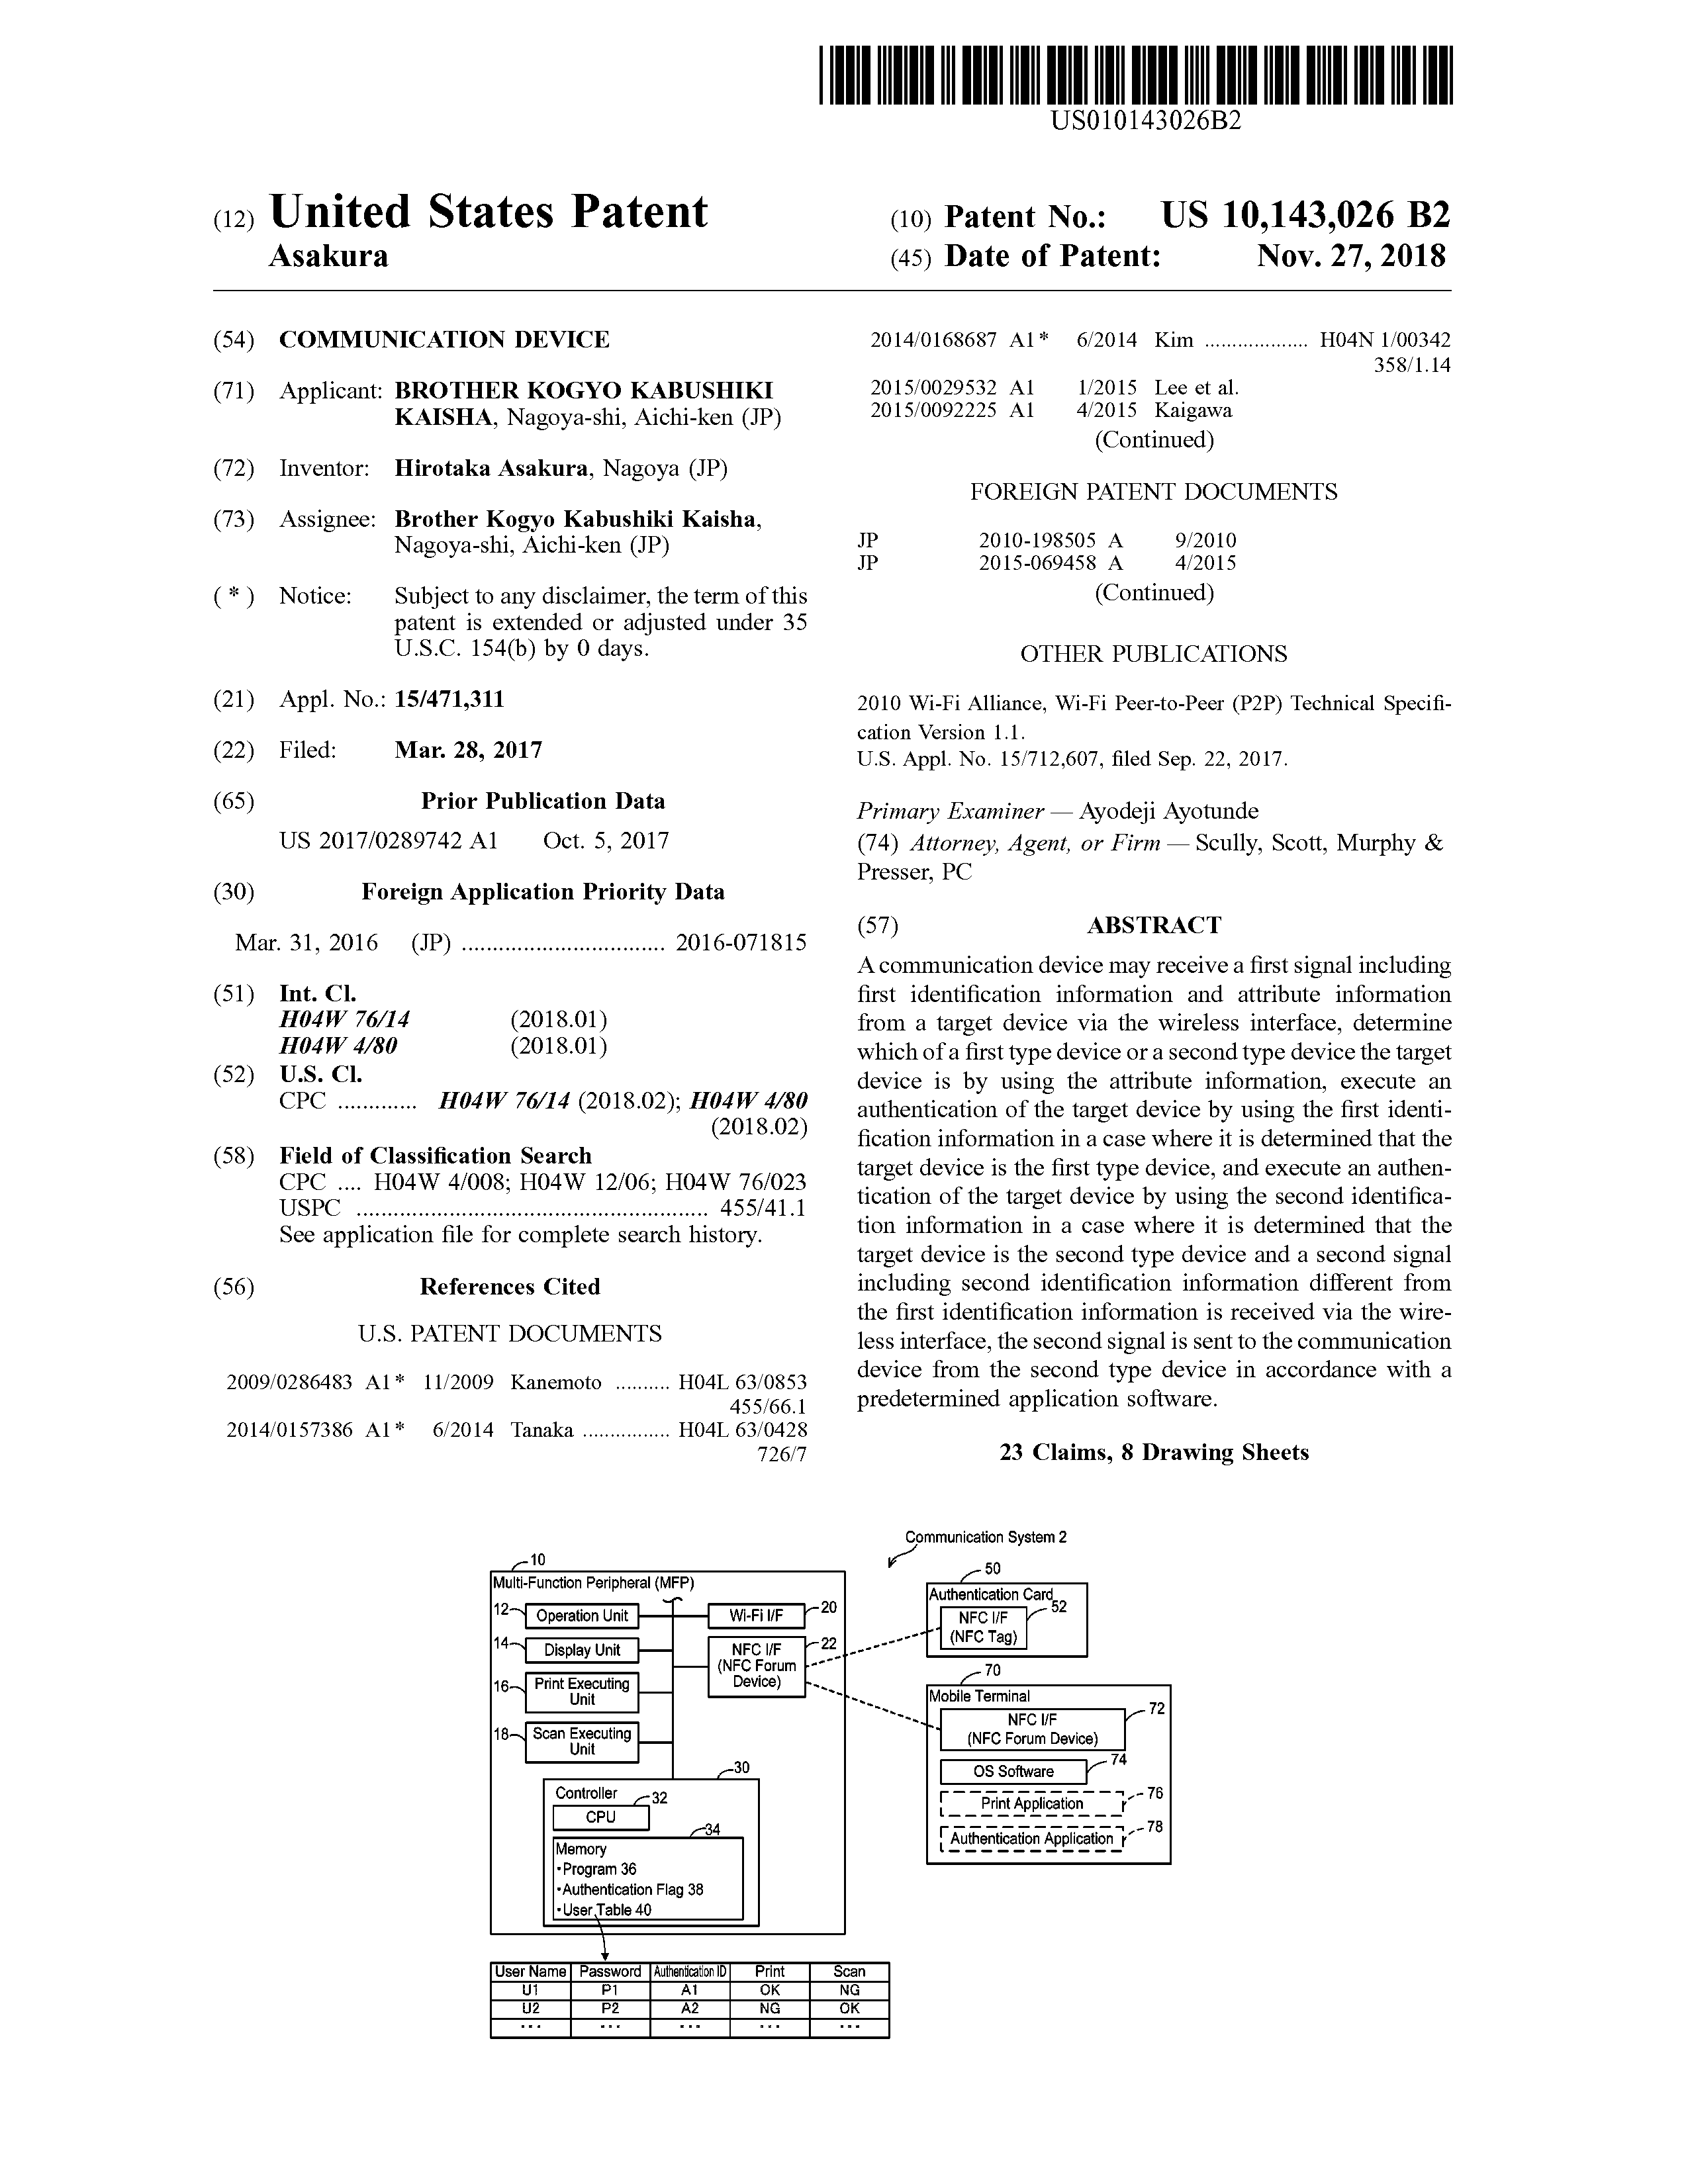 US010143026B2
(12) United States Patent
Asakura
(10) Patent No.: US 10,143,026 B2
(45) Date of Patent: Nov. 27, 2018
(54) COMMUNICATION DEVICE
(71) Applicant: BROTHER KOGYO KABUSHIKI
KAISHA, Nagoya-shi, Aichi-ken (JP)
(72) Inventor: Hirotaka Asakura, Nagoya (JP)
(73) Assignee: Brother Kogyo Kabushiki Kaisha,
Nagoya-shi, Aichi-ken (JP)
( * ) Notice: Subject to any disclaimer, the term of this
patent is extended or adjusted under 35
U.S.C. 154(b) by 0 days.
(21) Appl. No.: 15/471,311
(22) Filed: Mar. 28, 2017
(65) Prior Publication Data
US 2017/0289742 A1 Oct. 5, 2017
(30) Foreign Application Priority Data
Mar. 31, 2016 (JP) ................................. 2016-071815
(51) Int. Cl.
H04W 76/14 (2018.01)
H04W 4/80 (2018.01)
(52) U.S. Cl.
CPC ............. H04W 76/14 (2018.02); H04W 4/80
(2018.02)
(58) Field of Classification Search
CPC .... H04W 4/008; H04W 12/06; H04W 76/023
USPC ......................................................... 455/41.1
See application file for complete search history.
(56) References Cited
U.S. PATENT DOCUMENTS
2009/0286483 A1* 11/2009 Kanemoto .......... H04L 63/0853
455/66.1
2014/0157386 A1* 6/2014 Tanaka ................ H04L 63/0428
726/7
2014/0168687 A1* 6/2014 Kim ................... H04N 1/00342
358/1.14
2015/0029532 A1 1/2015 Lee et al.
2015/0092225 A1 4/2015 Kaigawa
(Continued)
FOREIGN PATENT DOCUMENTS
JP 2010-198505 A 9/2010
JP 2015-069458 A 4/2015
(Continued)
OTHER PUBLICATIONS
2010 Wi-Fi Alliance, Wi-Fi Peer-to-Peer (P2P) Technical Specifi-
cation Version 1.1.
U.S. Appl. No. 15/712,607, filed Sep. 22, 2017.
Primary Examiner — Ayodeji Ayotunde
(74) Attorney, Agent, or Firm — Scully, Scott, Murphy &
Presser, PC
(57) ABSTRACT
A communication device may receive a first signal including
first identification information and attribute information
from a target device via the wireless interface, determine
which of a first type device or a second type device the target
device is by using the attribute information, execute an
authentication of the target device by using the first identi-
fication information in a case where it is determined that the
target device is the first type device, and execute an authen-
tication of the target device by using the second identifica-
tion information in a case where it is determined that the
target device is the second type device and a second signal
including second identification information different from
the first identification information is received via the wire-
less interface, the second signal is sent to the communication
device from the second type device in accordance with a
predetermined application software.
23 Claims, 8 Drawing Sheets
Communication System 2
10
Multi-Function Peripheral (MFP)
12 Operation Unit
14 Display Unit
16 Print Executing
Unit
18 Scan Executing
Unit
Wi-Fi I/F 20
NFC I/F 22
(NFC Forum
Device)
30
Controller
32
CPU
34
Memory
•Program 36
•Authentication Flag 38
•User Table 40
50
Authentication Card
52
NFC I/F
(NFC Tag)
70
Mobile Terminal
72
NFC I/F
(NFC Forum Device)
74
OS Software
76
Print Application
78
Authentication Application
User Name Password Authentication ID Print Scan
U1 P1 A1 OK NG
U2 P2 A2 NG OK
... ... ... ... ...